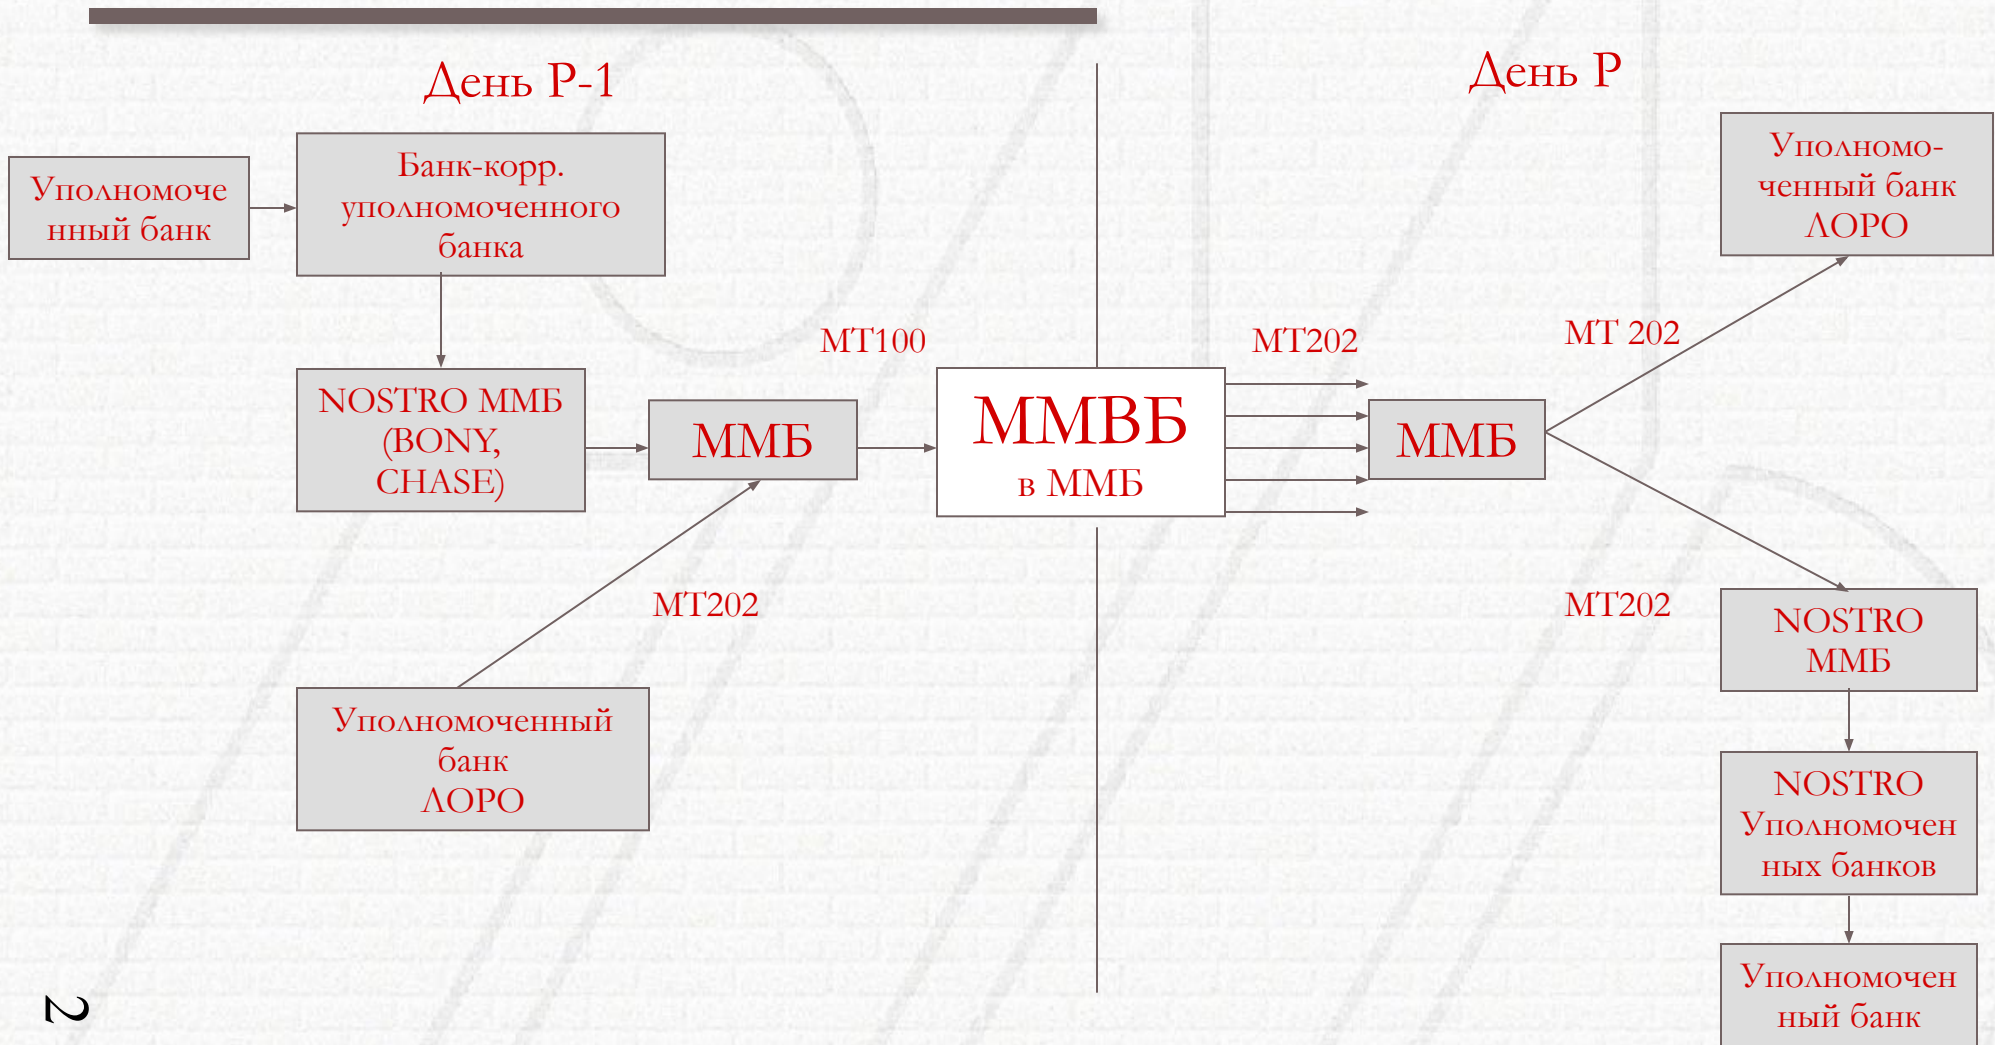 День Р-1
Уполномоче
нный банк
Банк-корр.
уполномоченного
банка
NOSTRO ММБ
(BONY,
CHASE)
ММБ
МТ100
МТ202
Уполномоченный
банк
ЛОРО
ММВБ
в ММБ
День Р
МТ202
ММБ
МТ 202
Уполномо-
ченный банк
ЛОРО
МТ202
NOSTRO
ММБ
NOSTRO
Уполномочен
ных банков
Уполномочен
ный банк
2